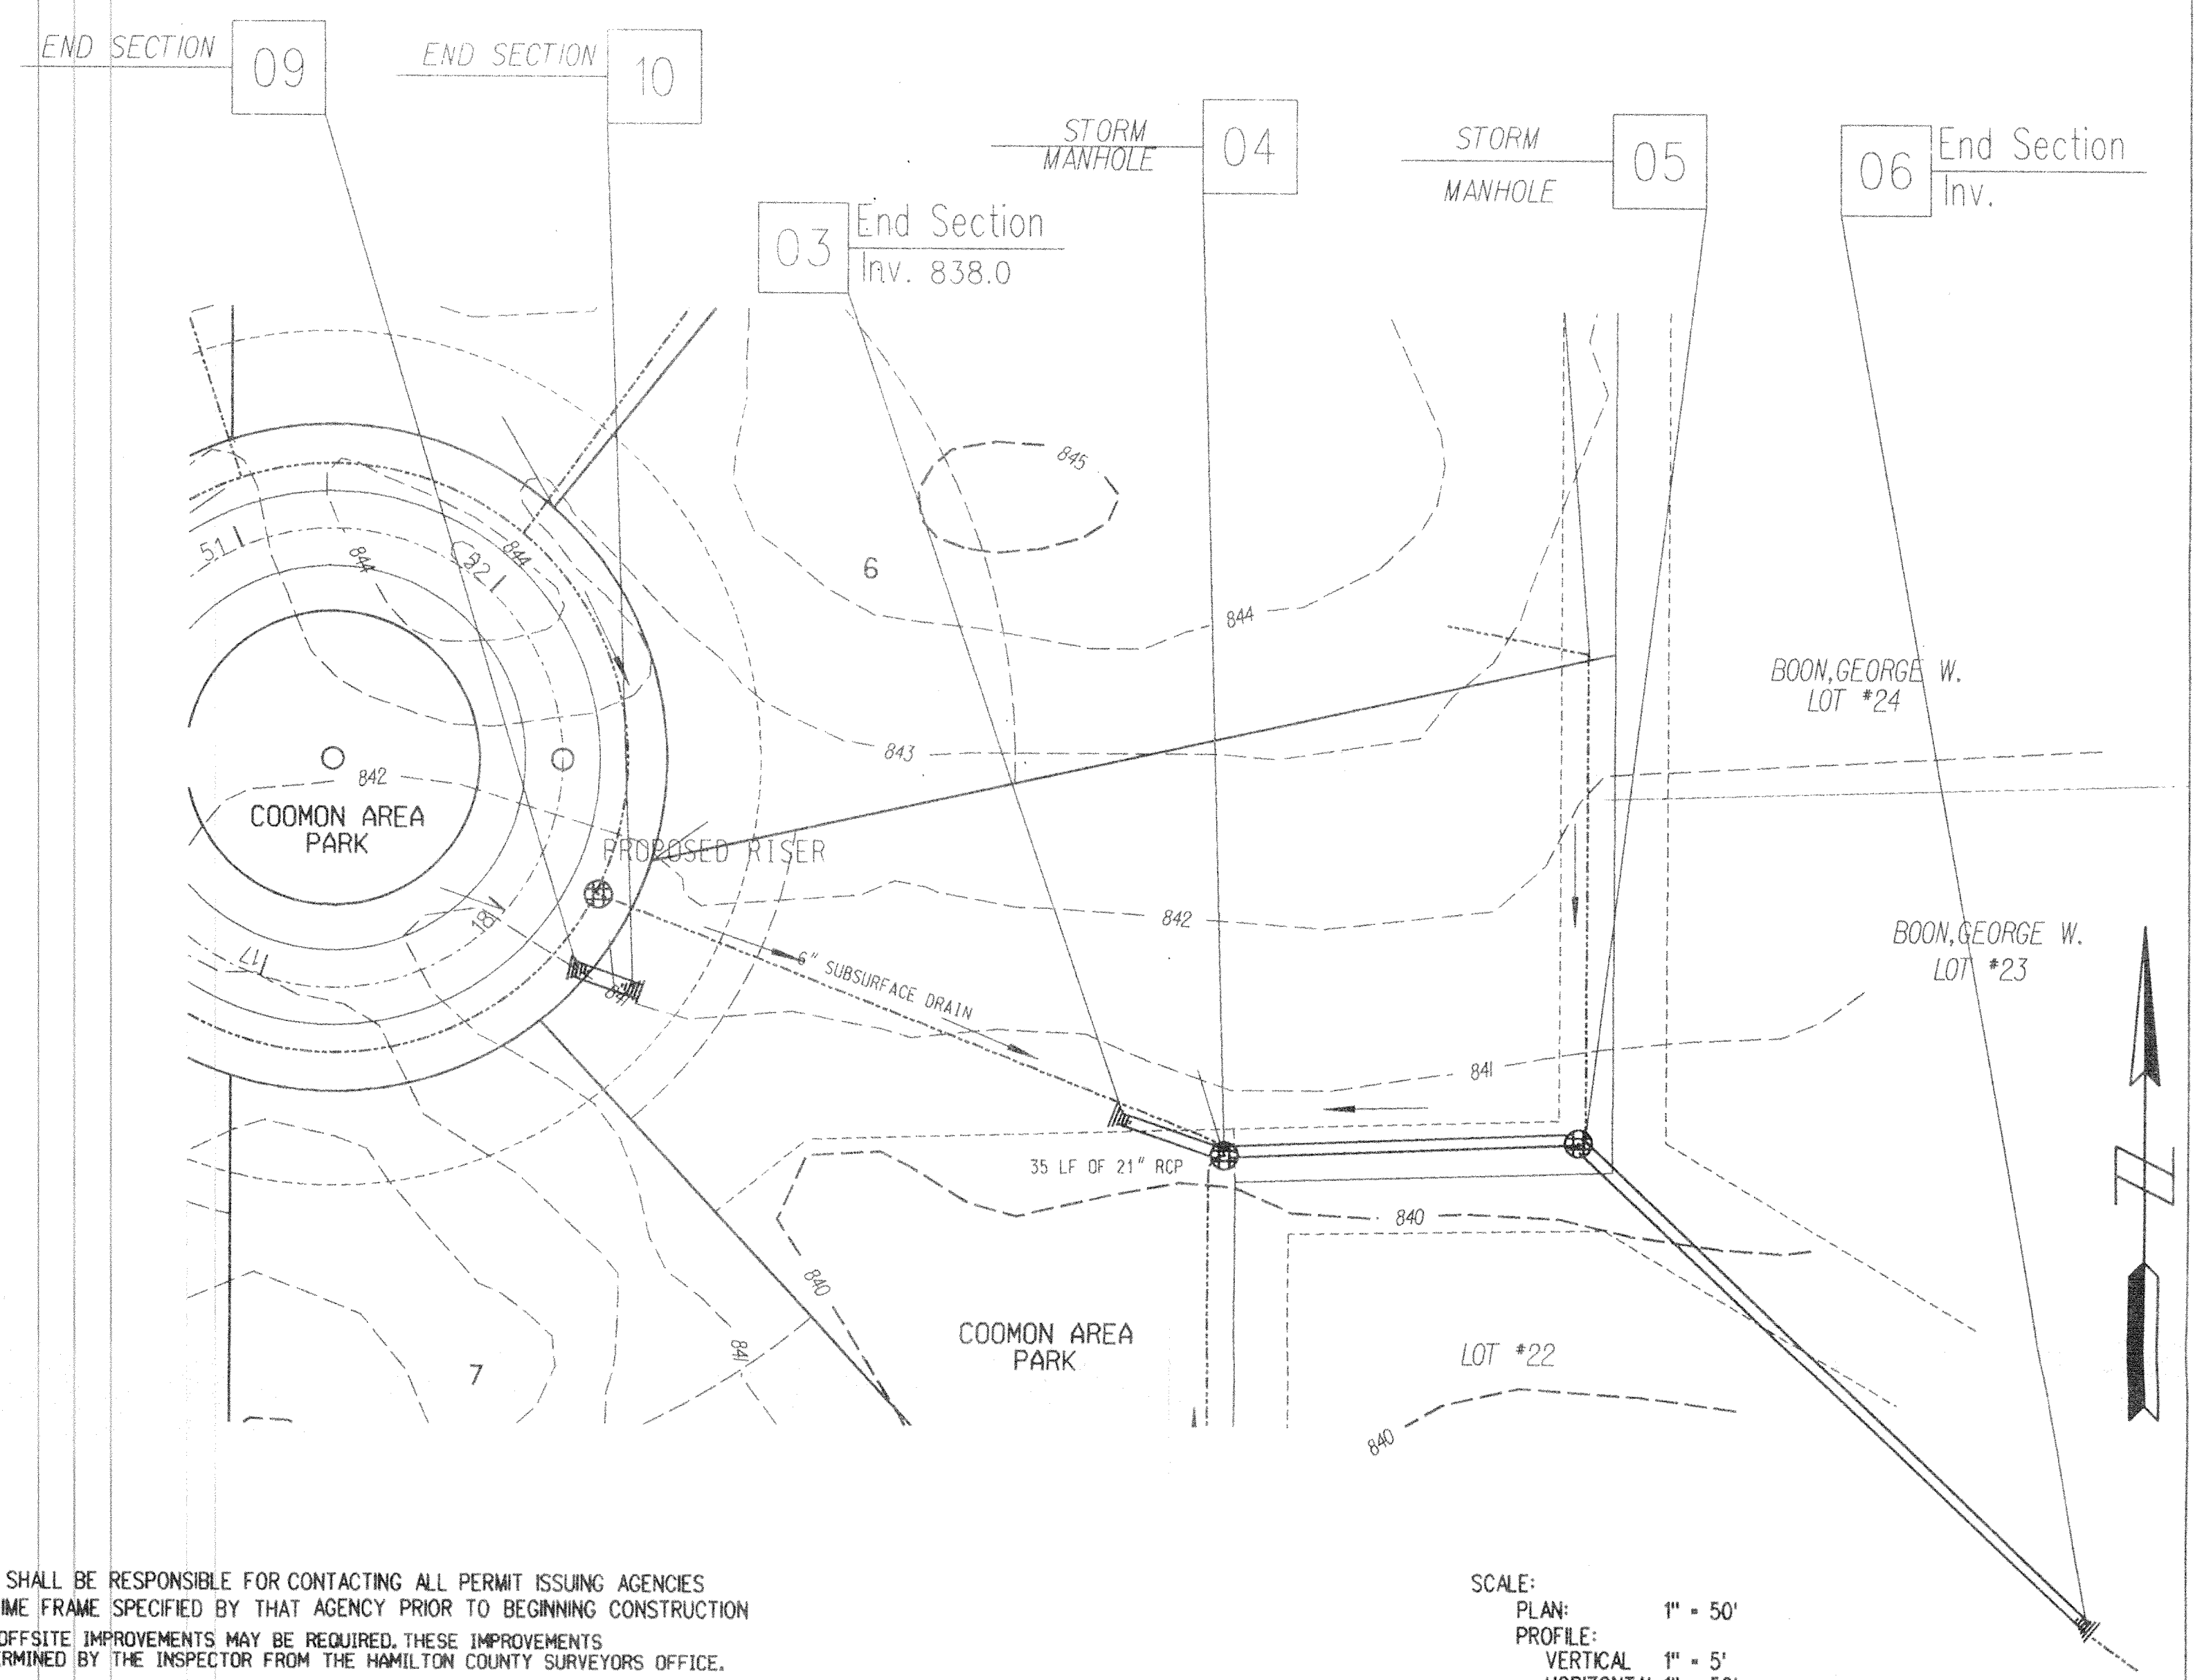 END SECTION
09
END SECTION
10
STORM
MANHOLE
04
STORM
MANHOLE
05
06
End Section
Inv.
03
End Section
Inv. 838.0
845
51
844
844
6
844
BOON,GEORGE W.
LOT #24
843
842
COOMON AREA
PARK
PROPOSED RISER
842
18
17
BOON,GEORGE W.
LOT #23
6" SUBSURFACE DRAIN
841
841
35 LF OF 21" RCP
840
840
COOMON AREA
PARK
LOT #22
841
7
840
SHALL BE RESPONSIBLE FOR CONTACTING ALL PERMIT ISSUING AGENCIES
IME FRAME SPECIFIED BY THAT AGENCY PRIOR TO BEGINNING CONSTRUCTION
OFFSITE IMPROVEMENTS MAY BE REQUIRED. THESE IMPROVEMENTS
RMINED BY THE INSPECTOR FROM THE HAMILTON COUNTY SURVEYORS OFFICE.
SCALE:
PLAN: 1" = 50'
PROFILE:
VERTICAL 1" = 5'